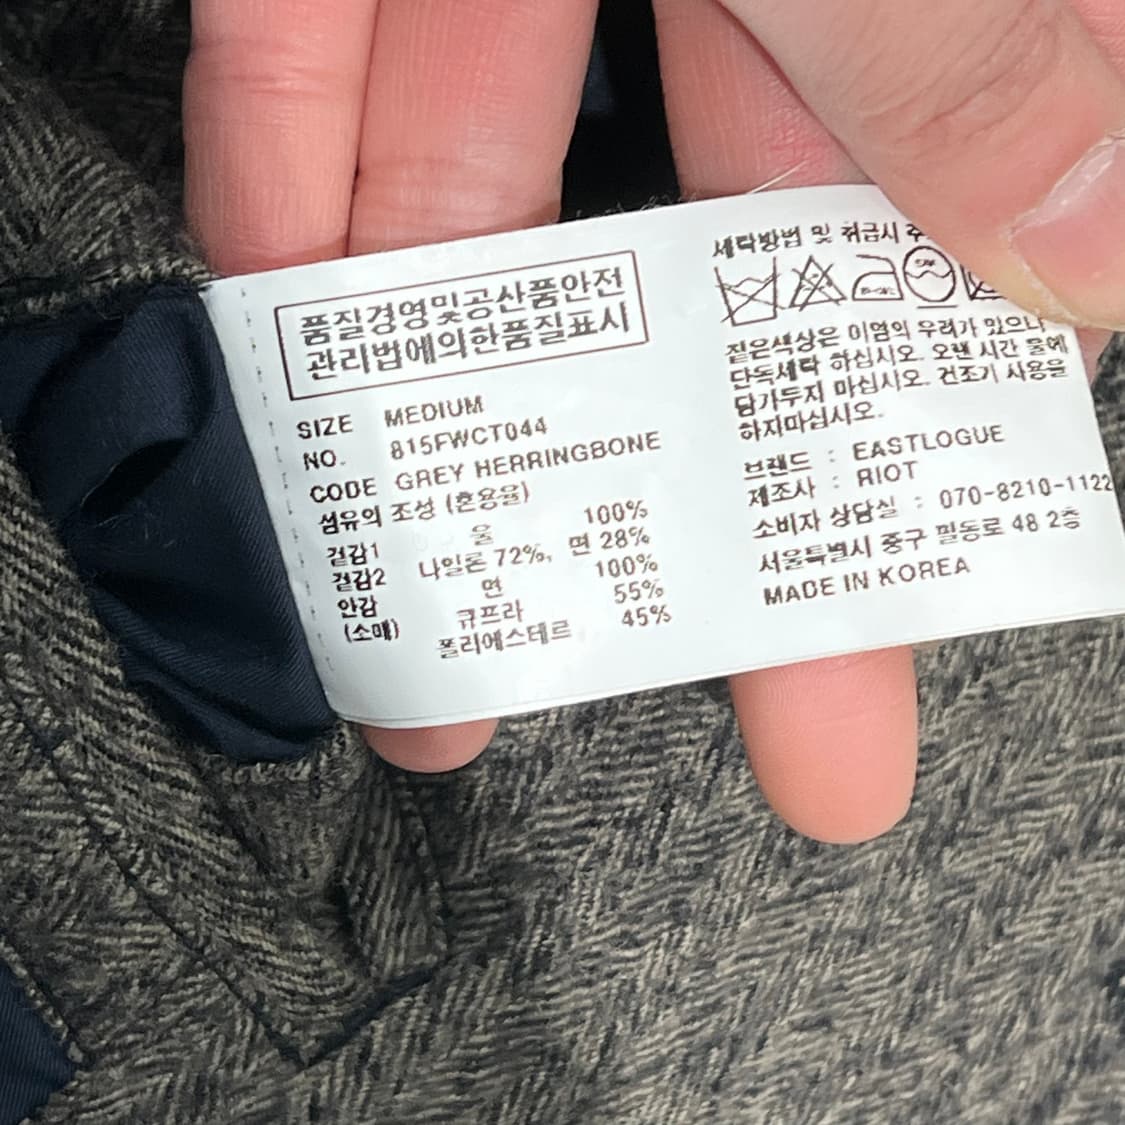 품질경영및공산품안전
관리법에의한품질표시
SIZE MEDIUM
NO. 815FWCT044
CODE GREY HERRINGBONE
섬유의 조성 (혼용율)
겉감1 울 100%
겉감2 나일론 72%, 면 28%
안감 면 100%
(소매) 큐프라 55%
폴리에스테르 45%
세탁방법 및 취급시
짙은색상은 이염의 우려가 있으니
단독세탁 하십시오. 오랜 시간 물에
담가두지 마십시오. 건조기 사용을
하지마십시오.
브랜드 : EASTLOGUE
제조사 : RIOT
소비자 상담실 : 070-8210-1122
서울특별시 중구 필동로 48 2층
MADE IN KOREA